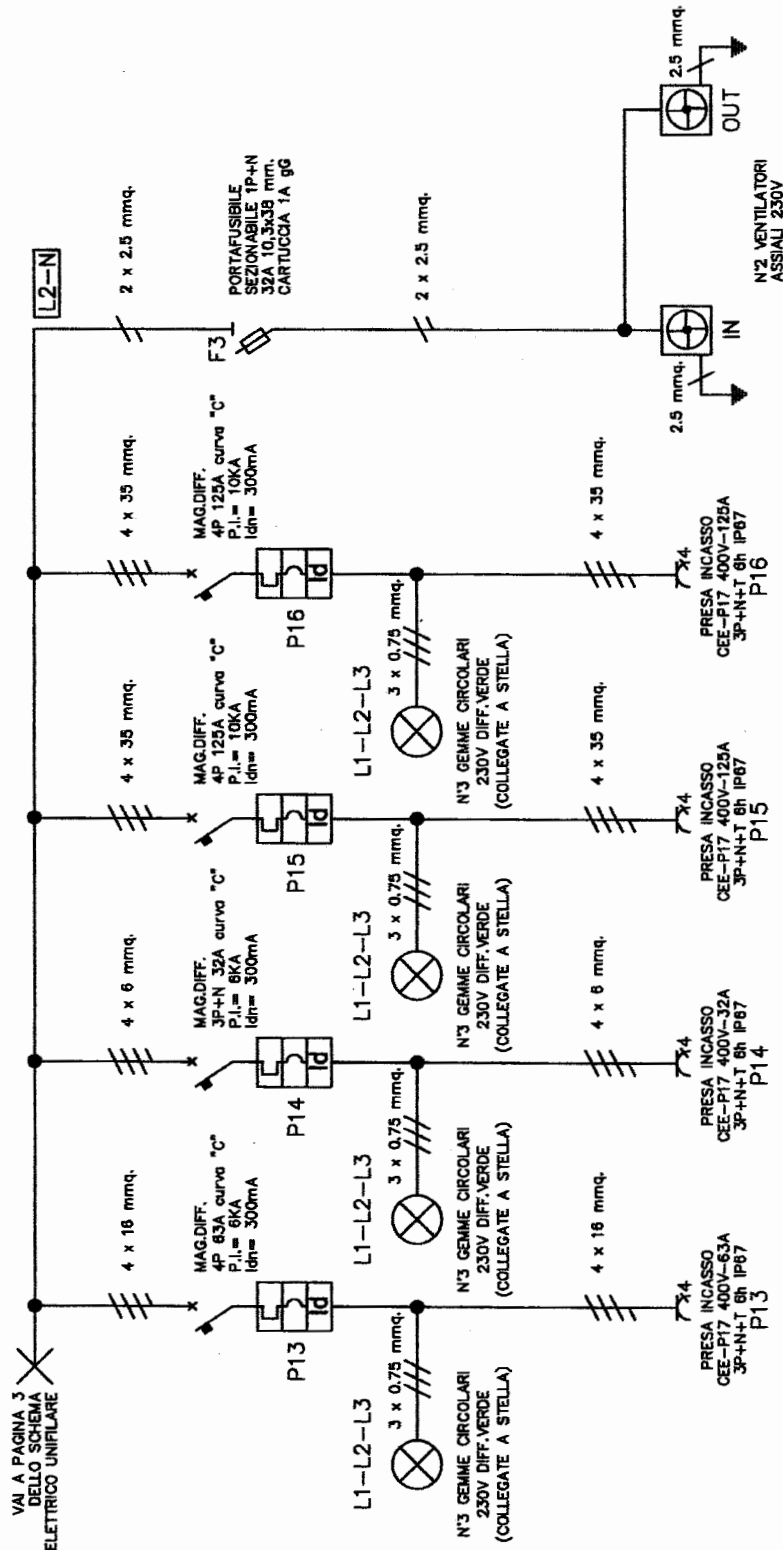 VAI A PAGINA 3
DELLO SCHEMA
ELETTRICO UNIFILARE
4 x 16 mmq.
MAG.DIFF.
4P 63A curva "C"
P.I.= 6KA
Idn= 300mA
Id
P13
L1-L2-L3
3 x 0.75 mmq.
N'3 GEMME CIRCOLARI
230V DIFF.VERDE
(COLLEGATE A STELLA)
4 x 16 mmq.
x4
PRESA INCASSO
CEE-P17 400V-63A
3P+N+T 6h IP67
P13
4 x 6 mmq.
MAG.DIFF.
3P+N 32A curva "C"
P.I.= 6KA
Idn= 300mA
Id
P14
L1-L2-L3
3 x 0.75 mmq.
N'3 GEMME CIRCOLARI
230V DIFF.VERDE
(COLLEGATE A STELLA)
4 x 6 mmq.
x4
PRESA INCASSO
CEE-P17 400V-32A
3P+N+T 6h IP67
P14
4 x 35 mmq.
MAG.DIFF.
4P 125A curva "C"
P.I.= 10KA
Idn= 300mA
Id
P15
L1-L2-L3
3 x 0.75 mmq.
N'3 GEMME CIRCOLARI
230V DIFF.VERDE
(COLLEGATE A STELLA)
4 x 35 mmq.
x4
PRESA INCASSO
CEE-P17 400V-125A
3P+N+T 6h IP67
P15
4 x 35 mmq.
MAG.DIFF.
4P 125A curva "C"
P.I.= 10KA
Idn= 300mA
Id
P16
L1-L2-L3
3 x 0.75 mmq.
N'3 GEMME CIRCOLARI
230V DIFF.VERDE
(COLLEGATE A STELLA)
4 x 35 mmq.
x4
PRESA INCASSO
CEE-P17 400V-125A
3P+N+T 6h IP67
P16
L2-N
2 x 2.5 mmq.
F3
PORTAFUSIBILE
SEZIONABILE 1P+N
32A 10,3x38 mm.
CARTUCCIA 1A gG
2 x 2.5 mmq.
2.5 mmq.
IN
N'2 VENTILATORI
ASSIALI 230V
OUT
2.5 mmq.